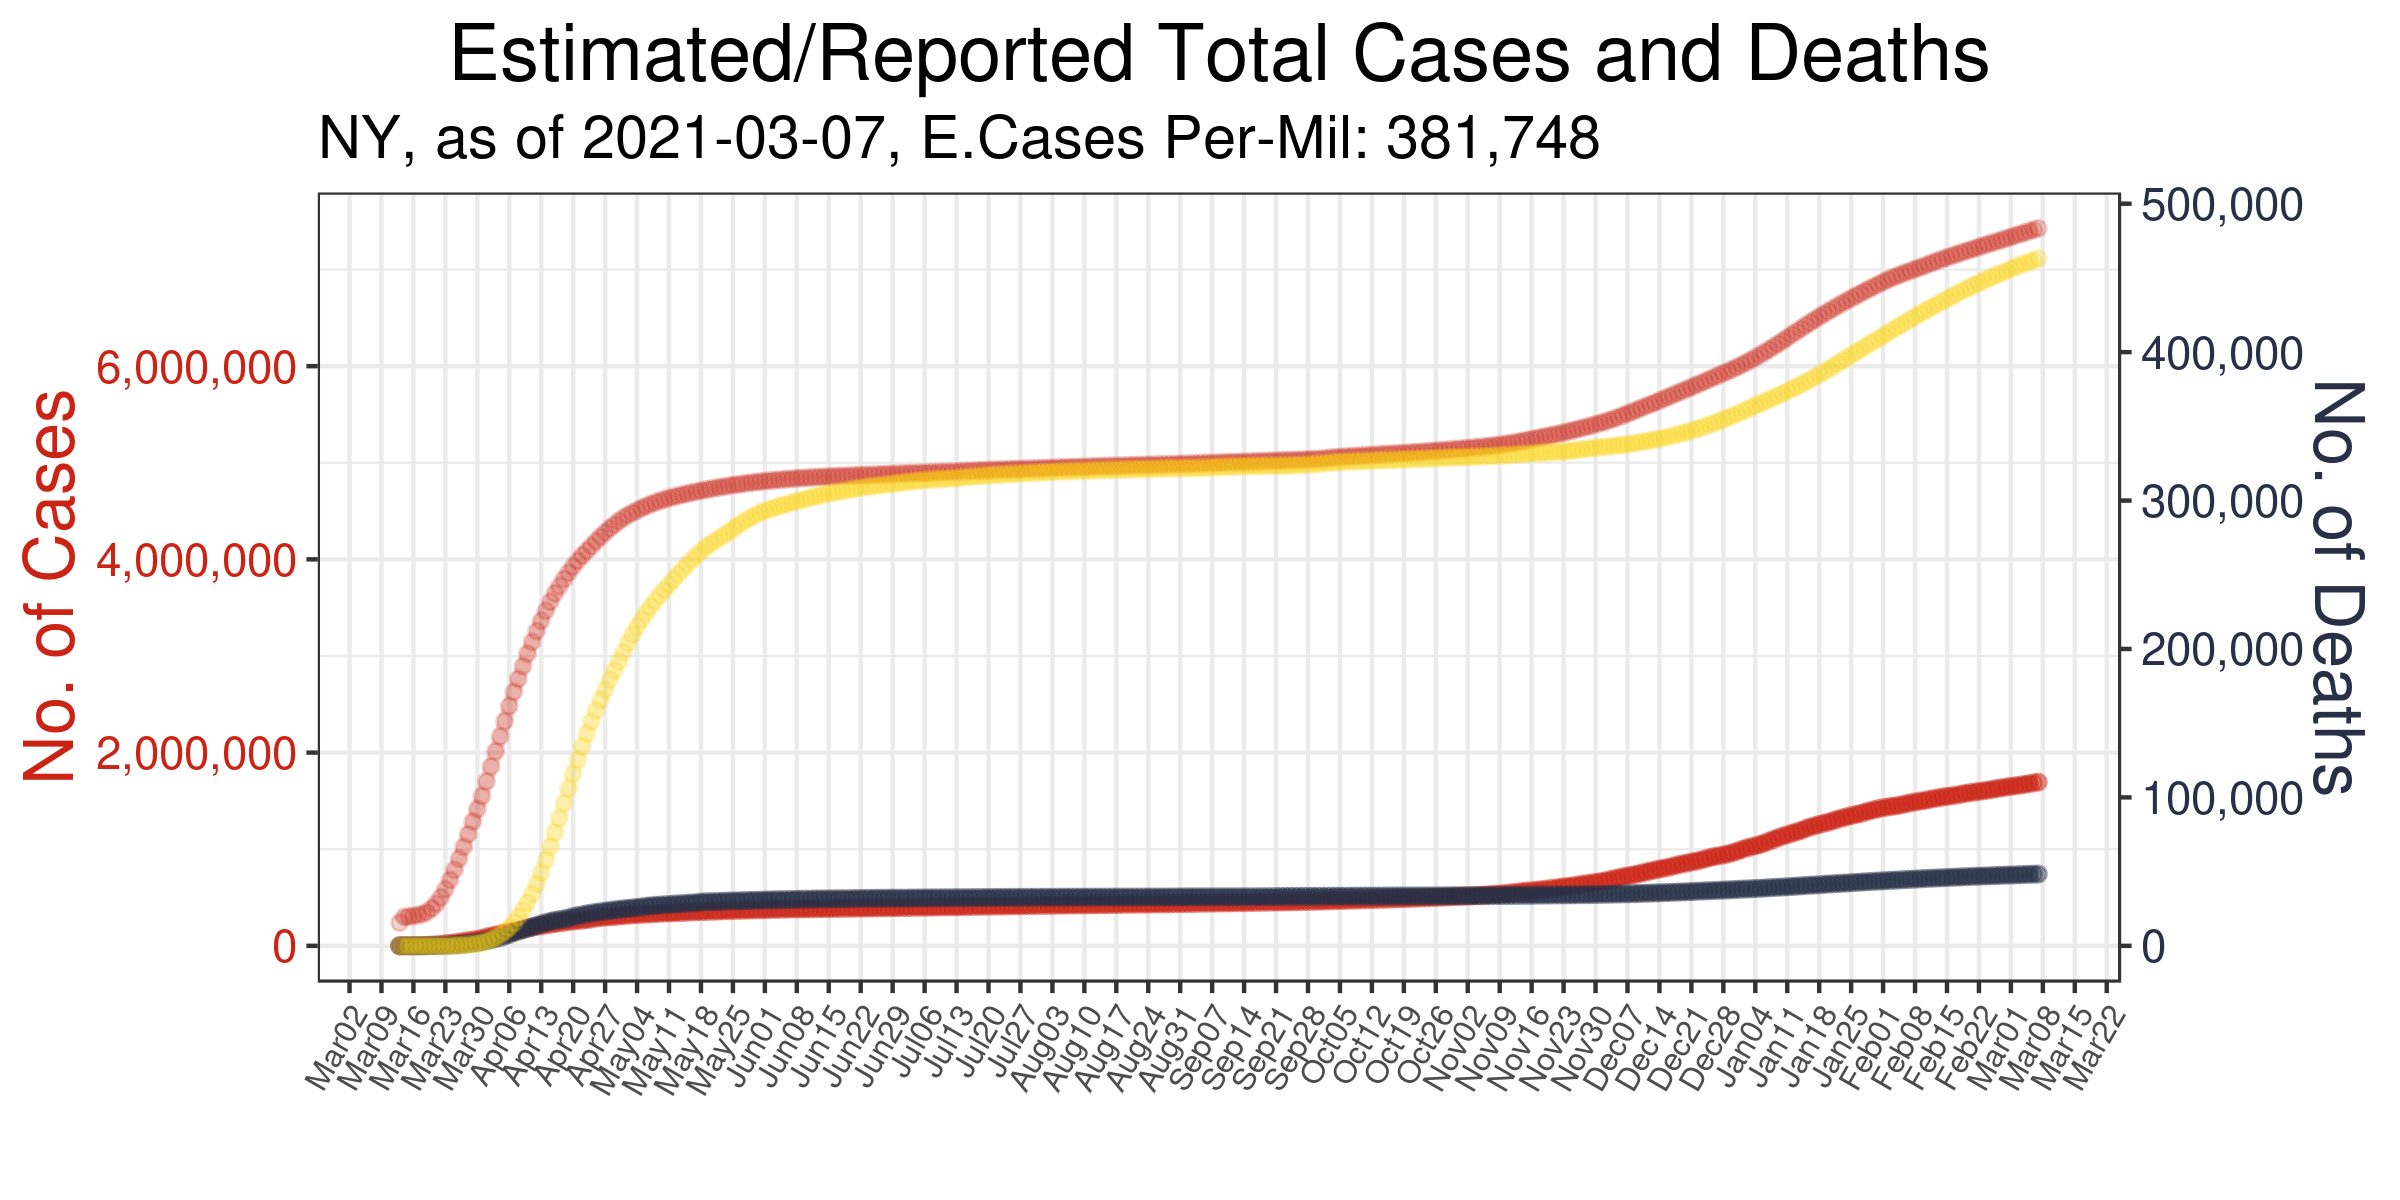 Estimated/Reported Total Cases and Deaths
NY, as of 2021-03-07, E.Cases Per-Mil: 381,748
No. of Cases
6,000,000
4,000,000
2,000,000
0
500,000
400,000
300,000
200,000
100,000
0
No. of Deaths
Mar02
Mar09
Mar16
Mar23
Mar30
Apr06
Apr13
Apr20
Apr27
May04
May11
May18
May25
Jun01
Jun08
Jun15
Jun22
Jun29
Jul06
Jul13
Jul20
Jul27
Aug03
Aug10
Aug17
Aug24
Aug31
Sep07
Sep14
Sep21
Sep28
Oct05
Oct12
Oct19
Oct26
Nov02
Nov09
Nov16
Nov23
Nov30
Dec07
Dec14
Dec21
Dec28
Jan04
Jan11
Jan18
Jan25
Feb01
Feb08
Feb15
Feb22
Mar01
Mar08
Mar15
Mar22